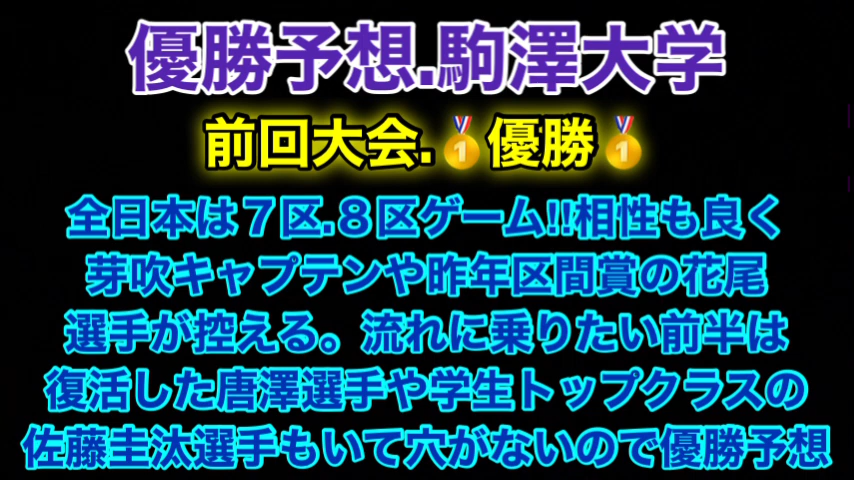 優勝予想.駒澤大学
前回大会.🥇優勝🥇
全日本は７区.８区ゲーム!!相性も良く
芽吹キャプテンや昨年区間賞の花尾
選手が控える。流れに乗りたい前半は
復活した唐澤選手や学生トップクラスの
佐藤圭汰選手もいて穴がないので優勝予想